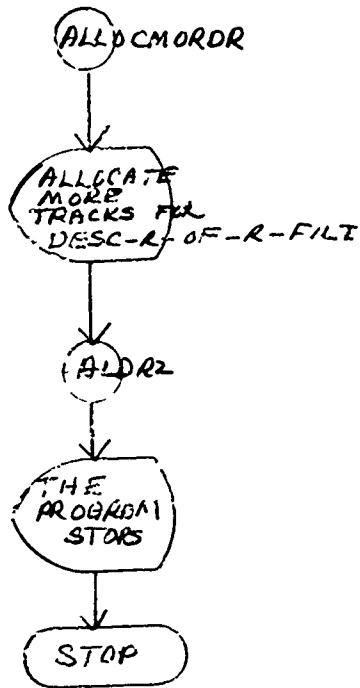 ALLOCMORDR
ALLOCATE
MORE
TRACKS FOR
DESC-R-OF-R-FILE
ALDR2
THE
PROGRAM
STOPS
STOP